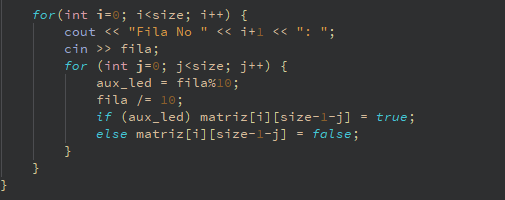 for(int i=0; i<size; i++) {
cout << "Fila No " << i+1 << ": ";
cin >> fila;
for (int j=0; j<size; j++) {
aux_led = fila%10;
fila /= 10;
if (aux_led) matriz[i][size-1-j] = true;
else matriz[i][size-1-j] = false;
}
}
}